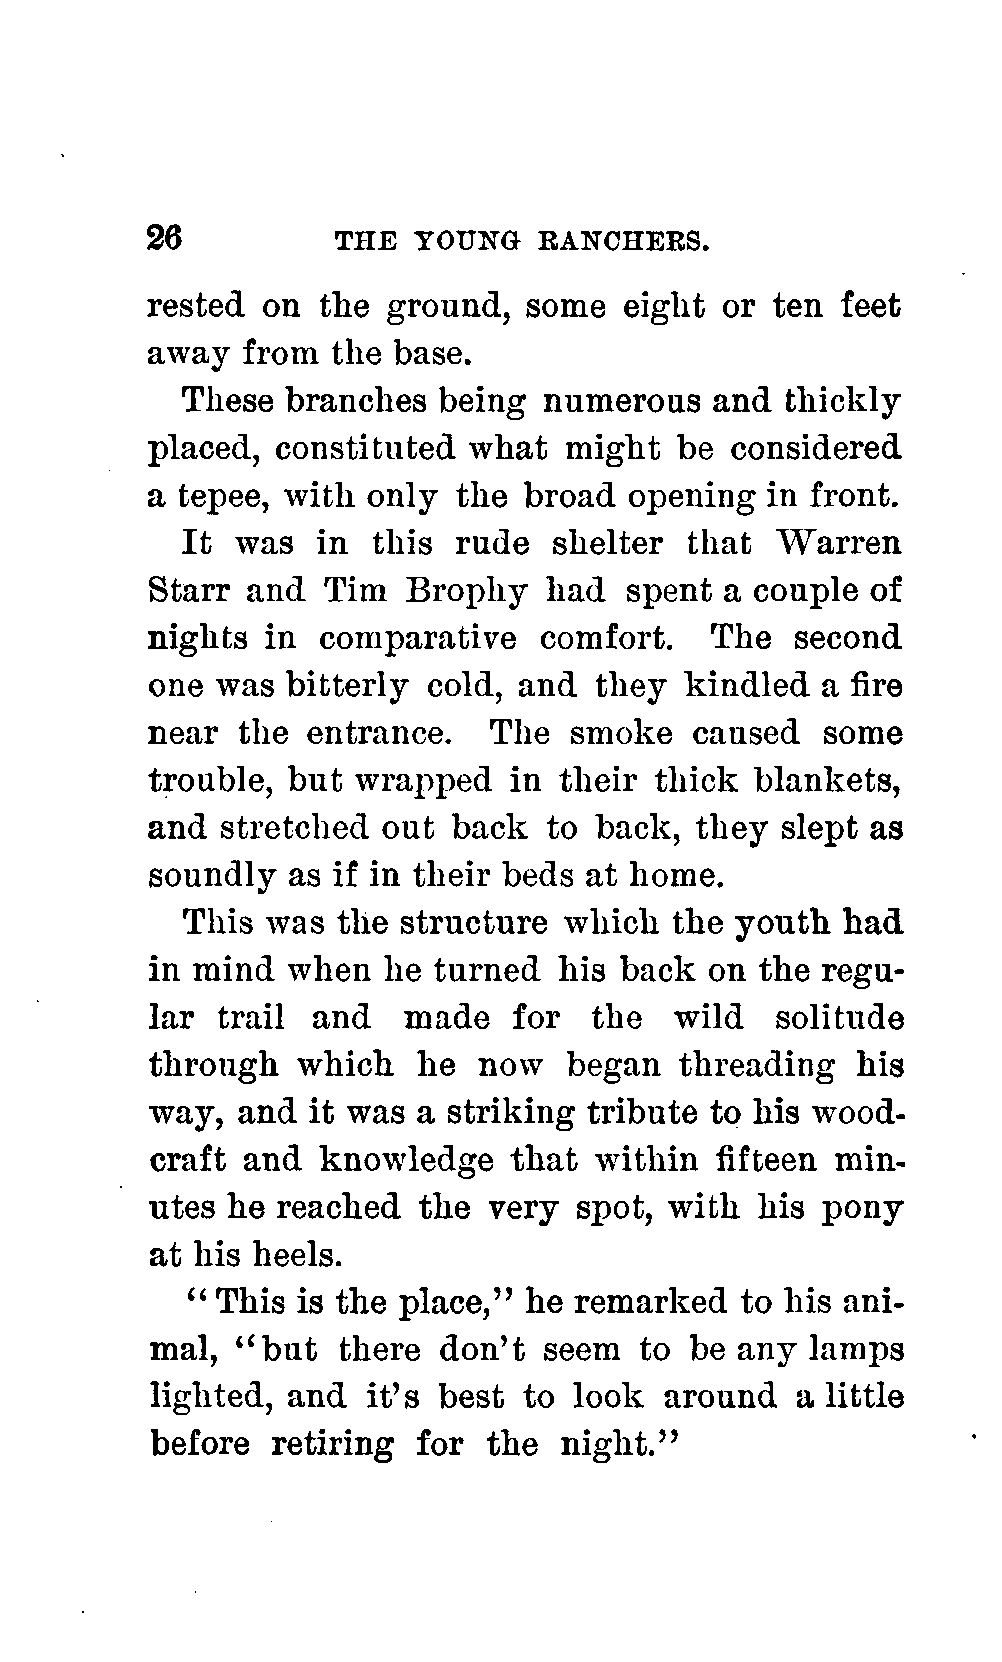 26 THE YOUNG RANCHERS.
rested on the ground, some eight or ten feet
away from the base.
These branches being numerous and thickly
placed, constituted what might be considered
a tepee, with only the broad opening in front.
It was in this rude shelter that Warren
Starr and Tim Brophy had spent a couple of
nights in comparative comfort. The second
one was bitterly cold, and they kindled a fire
near the entrance. The smoke caused some
trouble, but wrapped in their thick blankets,
and stretched out back to back, they slept as
soundly as if in their beds at home.
This was the structure which the youth had
in mind when he turned his back on the regu-
lar trail and made for the wild solitude
through which he now began threading his
way, and it was a striking tribute to his wood-
craft and knowledge that within fifteen min-
utes he reached the very spot, with his pony
at his heels.
“This is the place,” he remarked to his ani-
mal, “but there don’t seem to be any lamps
lighted, and it’s best to look around a little
before retiring for the night.”